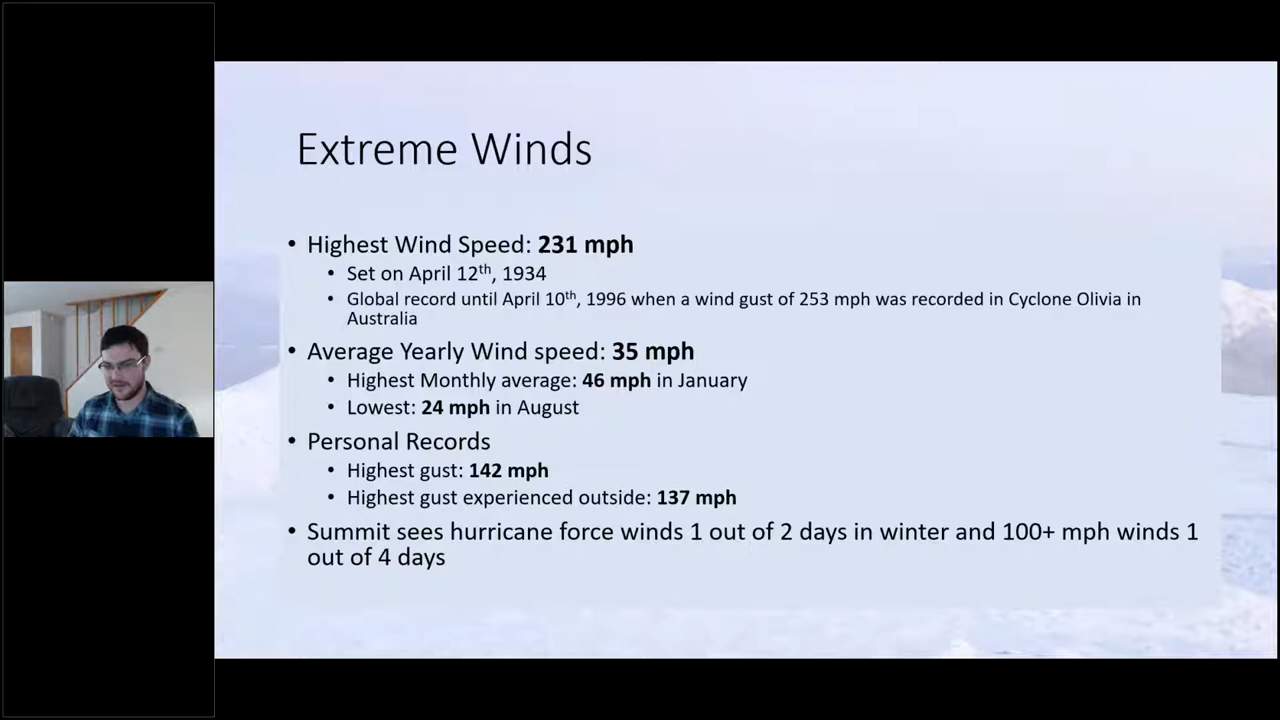 Extreme Winds
• Highest Wind Speed: 231 mph
• Set on April 12th, 1934
• Global record until April 10th, 1996 when a wind gust of 253 mph was recorded in Cyclone Olivia in
Australia
• Average Yearly Wind speed: 35 mph
• Highest Monthly average: 46 mph in January
• Lowest: 24 mph in August
• Personal Records
• Highest gust: 142 mph
• Highest gust experienced outside: 137 mph
• Summit sees hurricane force winds 1 out of 2 days in winter and 100+ mph winds 1
out of 4 days